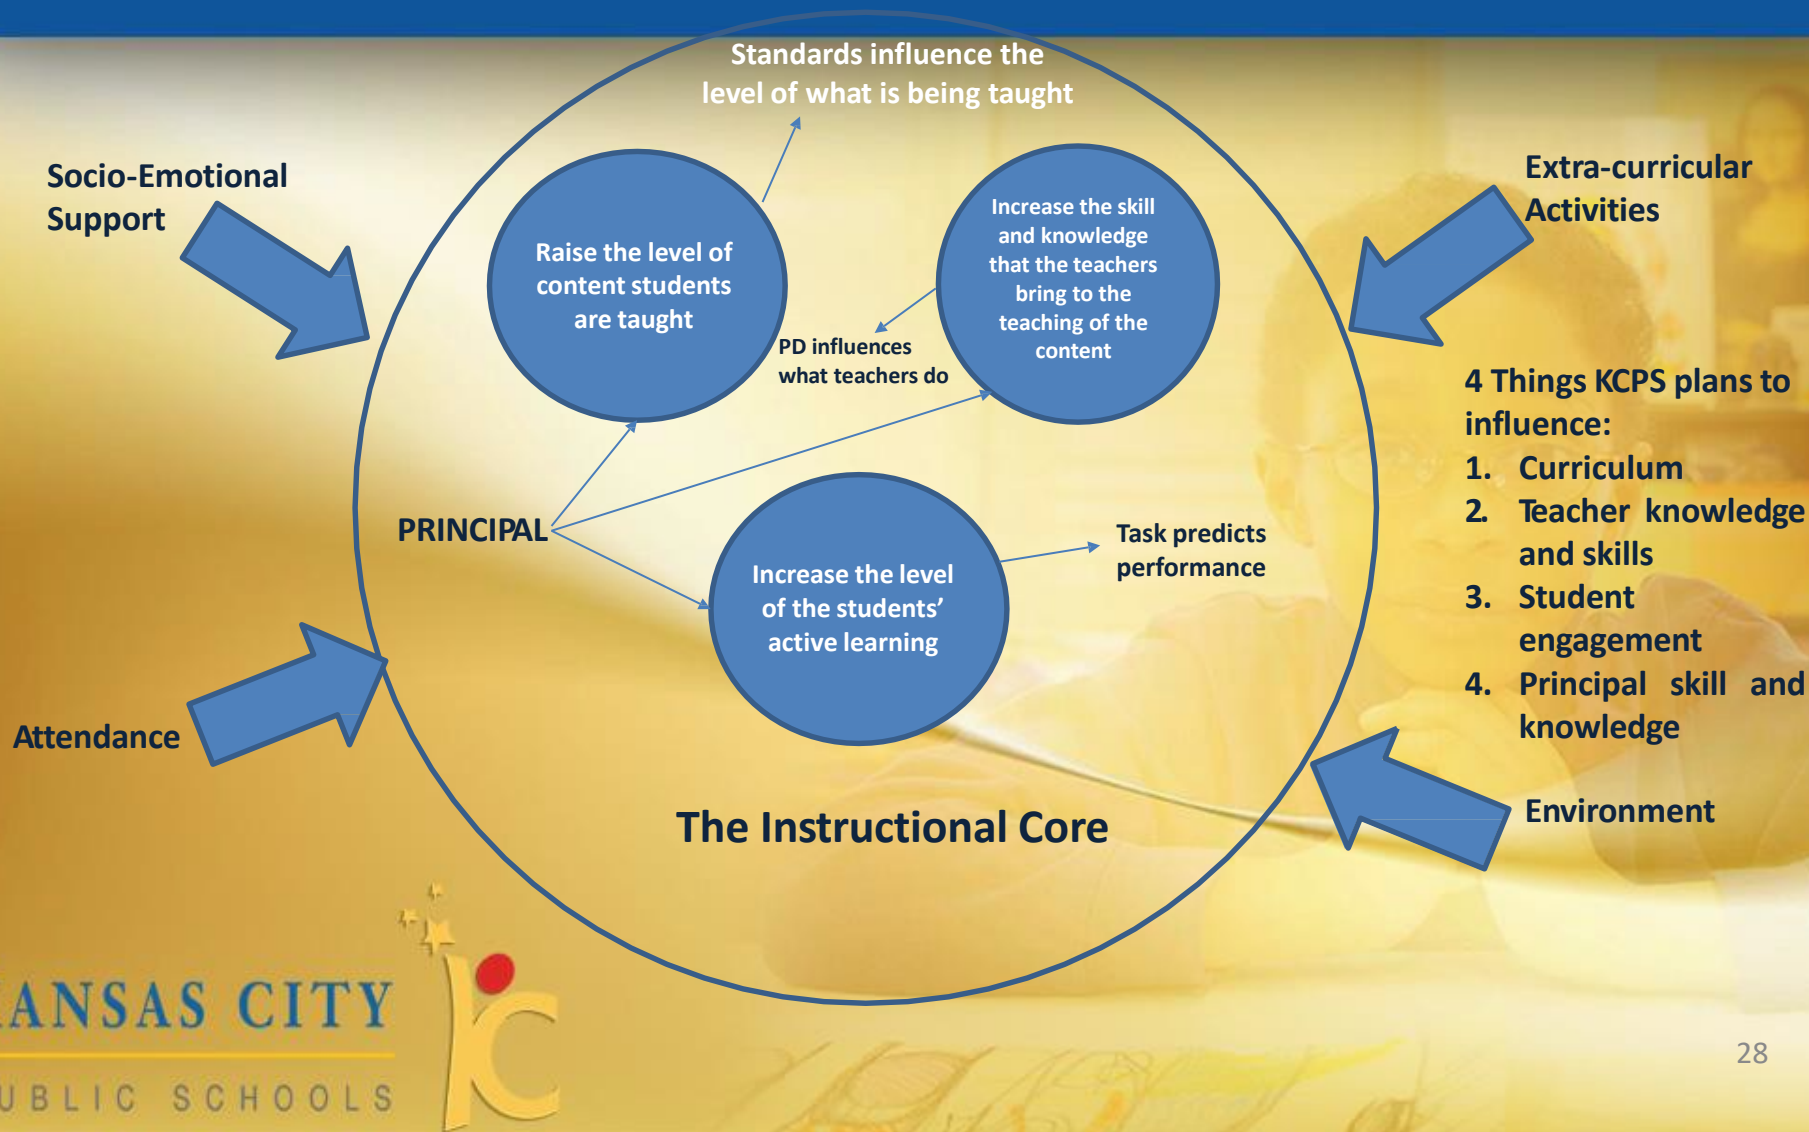 Standards influence the
level of what is being taught
Socio-Emotional
Support
Extra-curricular
Activities
Raise the level of
content students
are taught
Increase the skill
and knowledge
that the teachers
bring to the
teaching of the
content
PD influences
what teachers do
4 Things KCPS plans to
influence:
1. Curriculum
2. Teacher knowledge
and skills
3. Student
engagement
4. Principal skill and
knowledge
PRINCIPAL
Task predicts
performance
Increase the level
of the students’
active learning
Attendance
Environment
The Instructional Core
ANSAS CITY
UBLIC SCHOOLS
KC
28